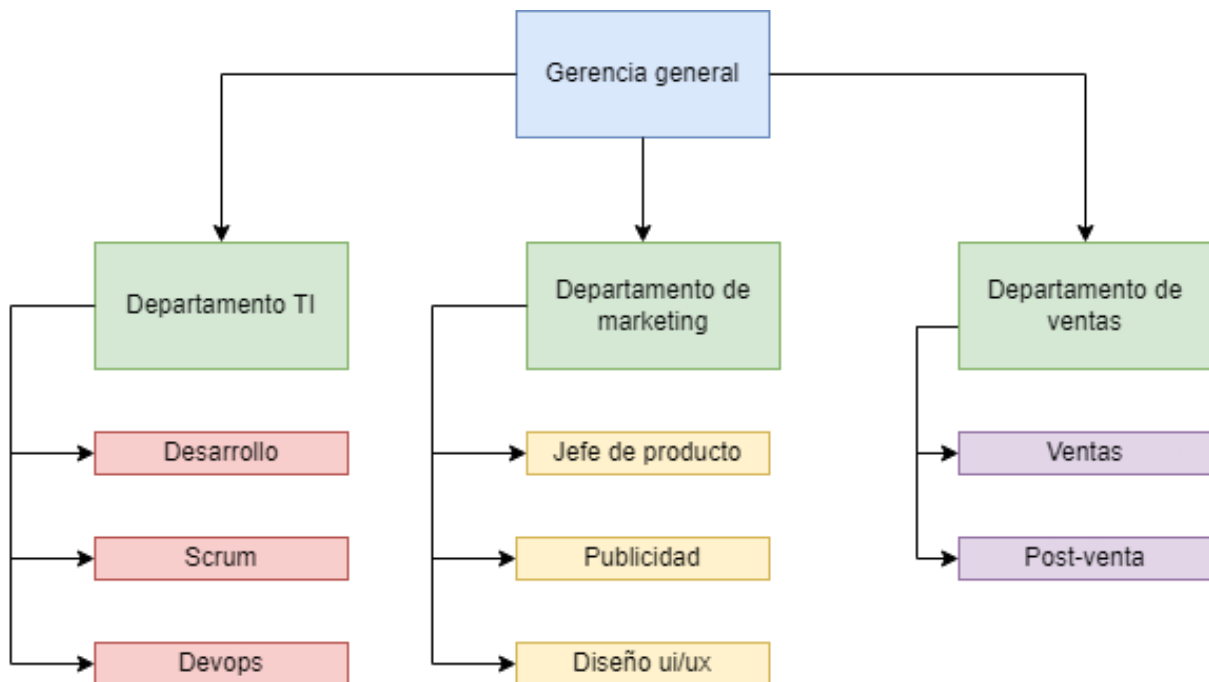 Gerencia general
Departamento TI
Departamento de
marketing
Departamento de
ventas
Desarrollo
Jefe de producto
Ventas
Scrum
Publicidad
Post-venta
Devops
Diseño ui/ux